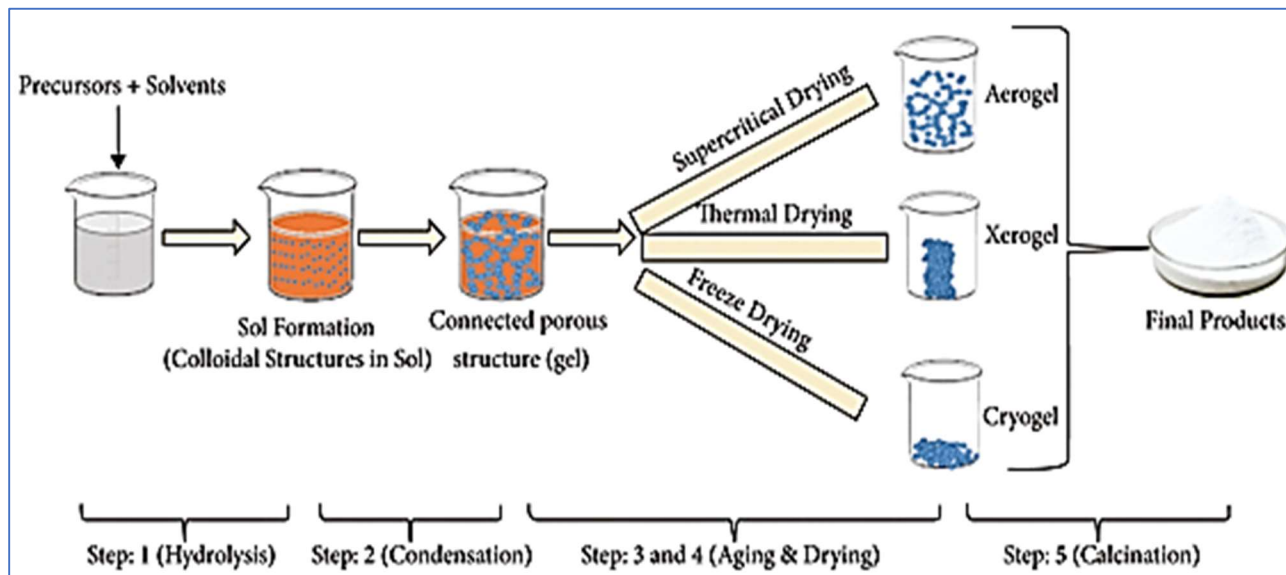 Precursors + Solvents
Sol Formation
(Colloidal Structures in Sol)
Connected porous
structure (gel)
Supercritical Drying
Thermal Drying
Freeze Drying
Aerogel
Xerogel
Cryogel
Final Products
Step: 1 (Hydrolysis)
Step: 2 (Condensation)
Step: 3 and 4 (Aging & Drying)
Step: 5 (Calcination)